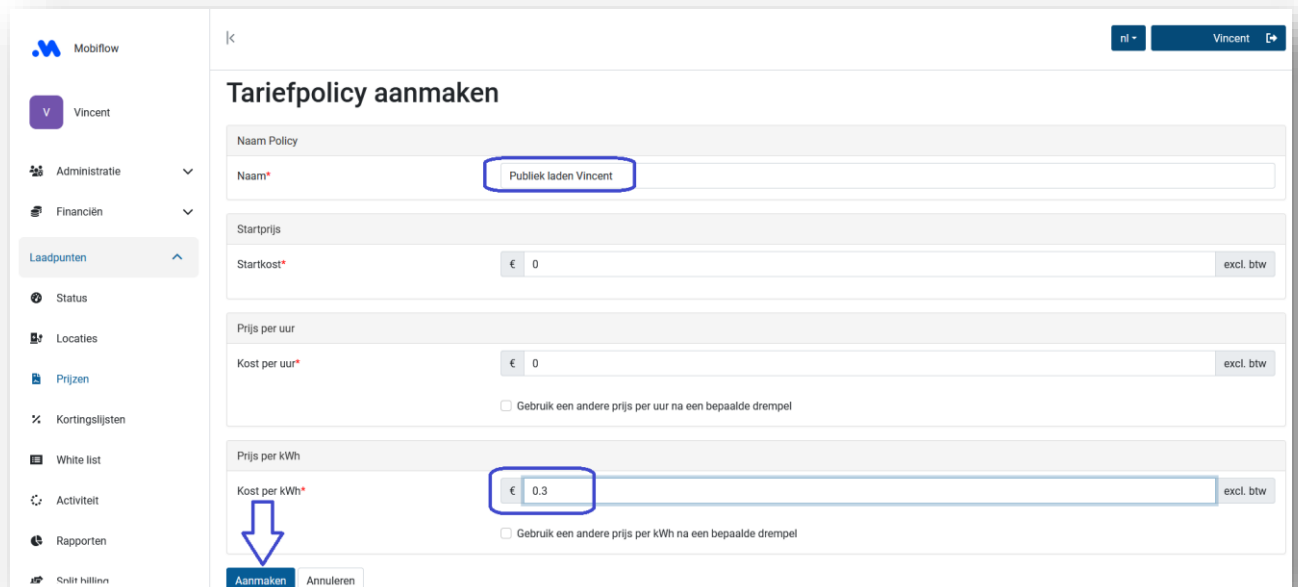 Mobiflow
nl
Vincent
V
Vincent
Tariefpolicy aanmaken
Naam Policy
Naam*
Publiek laden Vincent
Administratie
Financiën
Laadpunten
Status
Locaties
Prijzen
Kortingslijsten
White list
Activiteit
Rapporten
Split billing
Startprijs
Startkost*
€ 0 excl. btw
Prijs per uur
Kost per uur*
€ 0 excl. btw
Gebruik een andere prijs per uur na een bepaalde drempel
Prijs per kWh
Kost per kWh*
€ 0.3 excl. btw
Gebruik een andere prijs per kWh na een bepaalde drempel
Aanmaken Annuleren